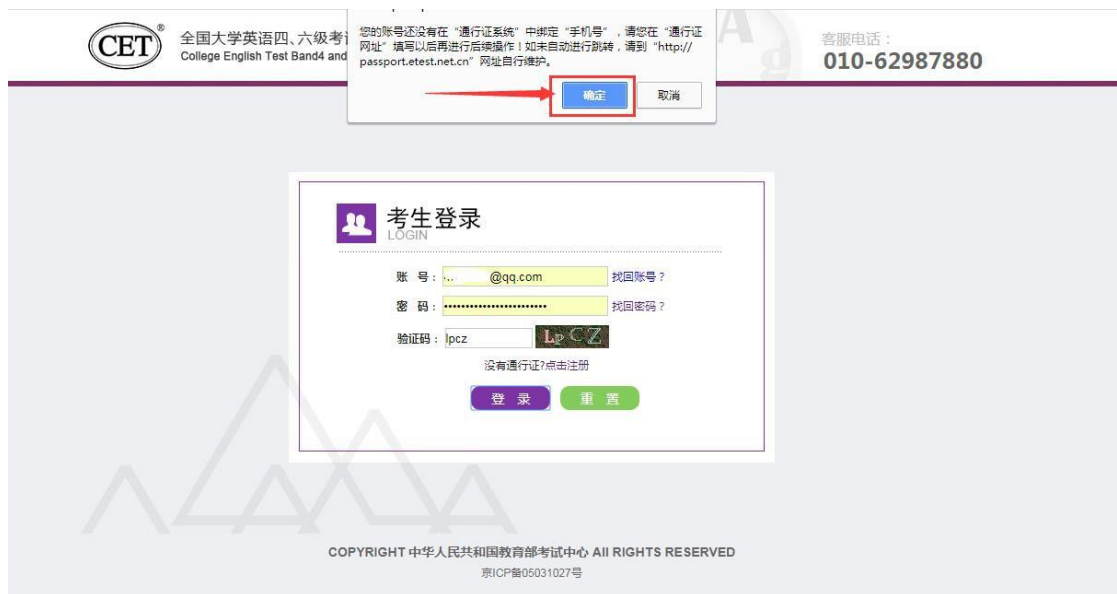 CET®
全国大学英语四、六级考
College English Test Band4 and
您的账号还没有在“通行证系统”中绑定“手机号”，请您在“通行证
网址”填写以后再进行后续操作！如未自动进行跳转，请到“http://
passport.etest.net.cn”网址自行维护。
确定 取消
A
g
客服电话：
010-62987880
考生登录
LOGIN
账 号： @qq.com 找回账号？
密 码： ••••••••••••••••••••••• 找回密码？
验证码： lpcz LpCZ
没有通行证?点击注册
登 录 重 置
COPYRIGHT 中华人民共和国教育部考试中心 All RIGHTS RESERVED
京ICP备05031027号